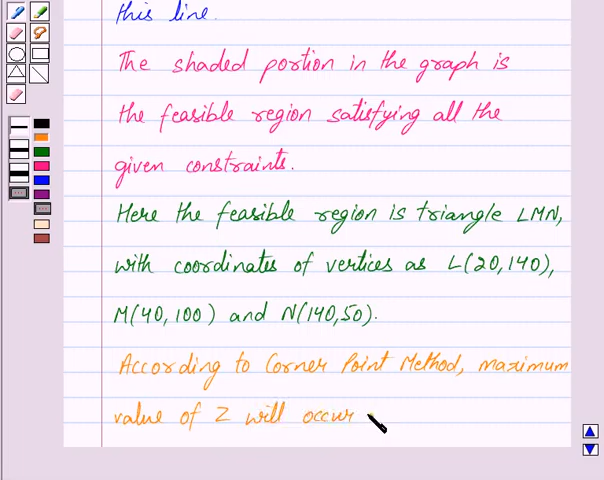 this line.
The shaded portion in the graph is
the feasible region satisfying all the
given constraints.
Here the feasible region is triangle LMN,
with coordinates of vertices as L(20,140),
M(40,100) and N(140,50).
According to Corner Point Method, maximum
value of Z will occur